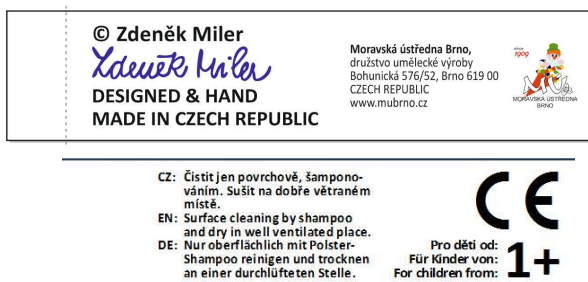 © Zdeněk Miler
Zdeněk Miler
DESIGNED & HAND
MADE IN CZECH REPUBLIC
Moravská ústředna Brno,
družstvo umělecké výroby
Bohunická 576/52, Brno 619 00
CZECH REPUBLIC
www.mubrno.cz
since
1909
MÚB
MORAVSKÁ ÚSTŘEDNA
BRNO
CZ: Čistit jen povrchově, šampono-
váním. Sušit na dobře větraném
místě.
EN: Surface cleaning by shampoo
and dry in well ventilated place.
DE: Nur oberflächlich mit Polster-
Shampoo reinigen und trocknen
an einer durchlüfteten Stelle.
CE
Pro děti od:
Für Kinder von:
For children from:
1+